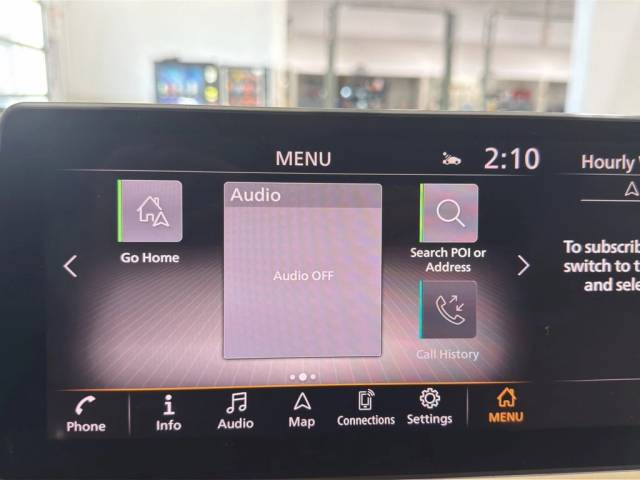 MENU
2:10
Hourly
Audio
Go Home
Audio OFF
Search POI or
Address
Call History
To subscrib
switch to t
and sele
Phone
Info
Audio
Map
Connections
Settings
MENU